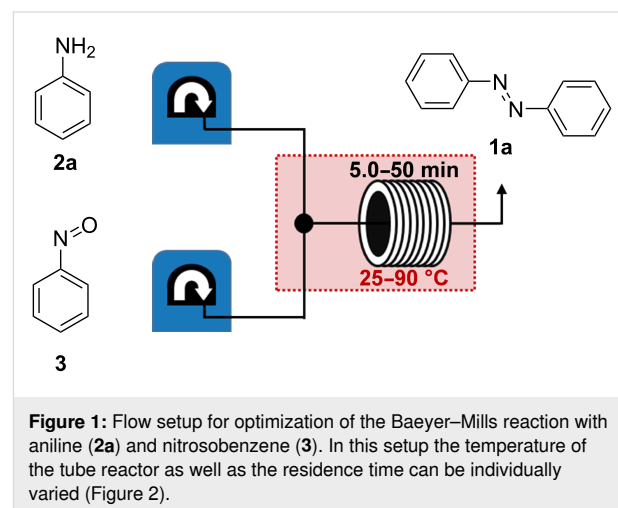 NH2
2a
N
O
3
5.0–50 min
25–90 °C
N
N
1a
Figure 1: Flow setup for optimization of the Baeyer–Mills reaction with
aniline (2a) and nitrosobenzene (3). In this setup the temperature of
the tube reactor as well as the residence time can be individually
varied (Figure 2).